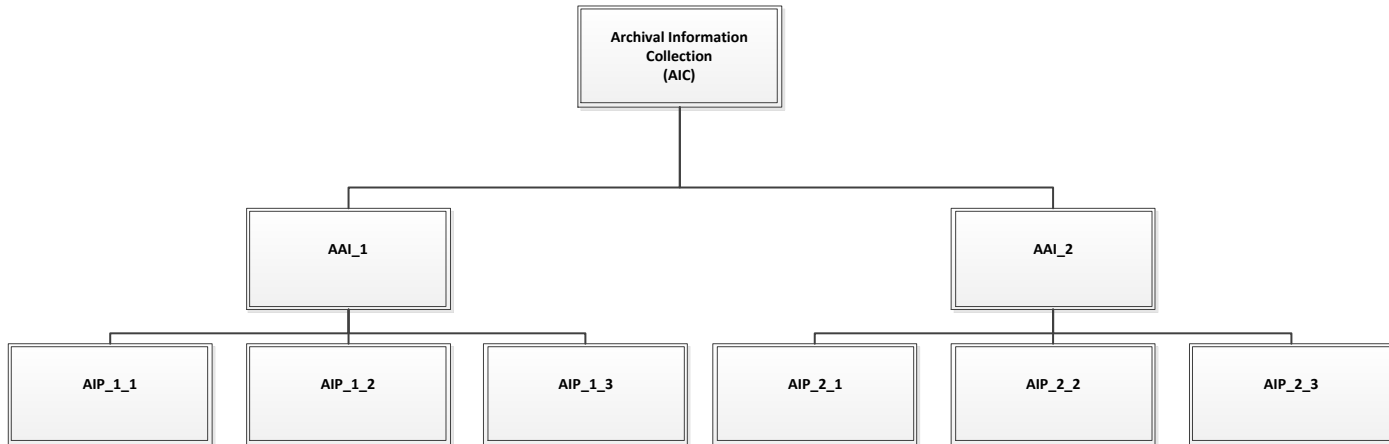 Archival Information
Collection
(AIC)
AAI_1
AAI_2
AIP_1_1
AIP_1_2
AIP_1_3
AIP_2_1
AIP_2_2
AIP_2_3